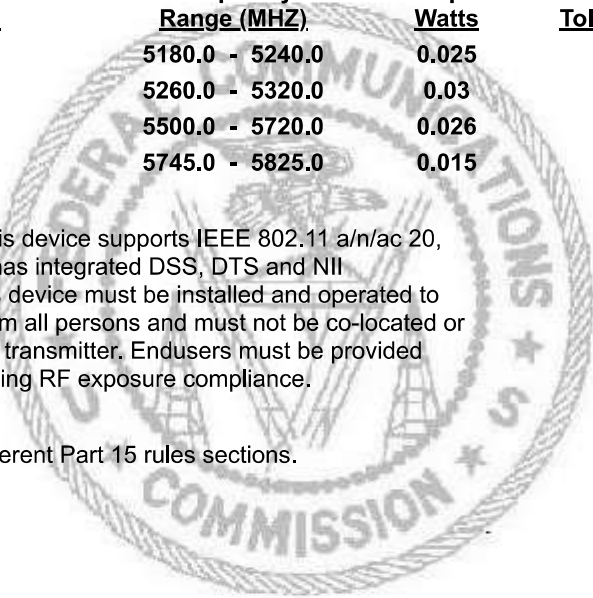 Range (MHZ) Watts
5180.0 - 5240.0 0.025
5260.0 - 5320.0 0.03
5500.0 - 5720.0 0.026
5745.0 - 5825.0 0.015
is device supports IEEE 802.11 a/n/ac 20,
has integrated DSS, DTS and NII
device must be installed and operated to
m all persons and must not be co-located or
transmitter. Endusers must be provided
ing RF exposure compliance.
erent Part 15 rules sections.
FEDERAL COMMUNICATIONS COMMISSION
U S